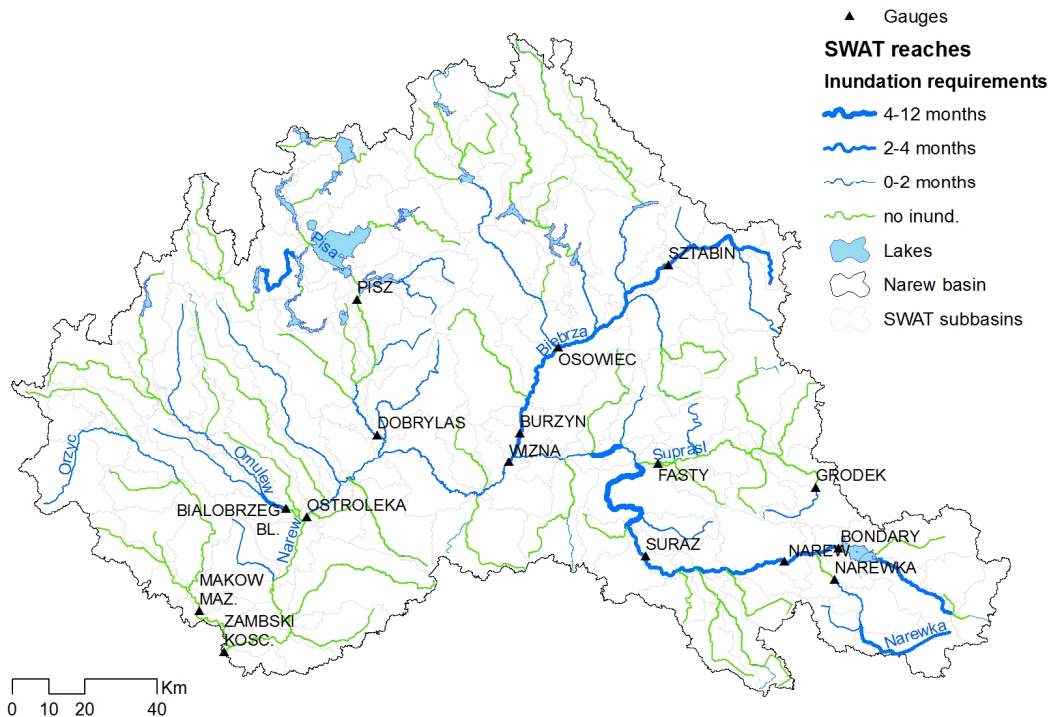 Gauges
SWAT reaches
Inundation requirements
4-12 months
2-4 months
0-2 months
no inund.
Lakes
Narew basin
SWAT subbasins
Pisa
SZTABIN
PISZ
Biebrza
OSOWIEC
DOBRYLAS
BURZYN
WIZNA
Orzyc
Omulew
Suprasl
FASTY
GRODEK
BIALOBRZEG
BL.
OSTROLEKA
Narew
SURAZ
NAREW
BONDARY
NAREWKA
MAKOW
MAZ.
ZAMBSKI
KOSC.
Narewka
Km
0 10 20 40